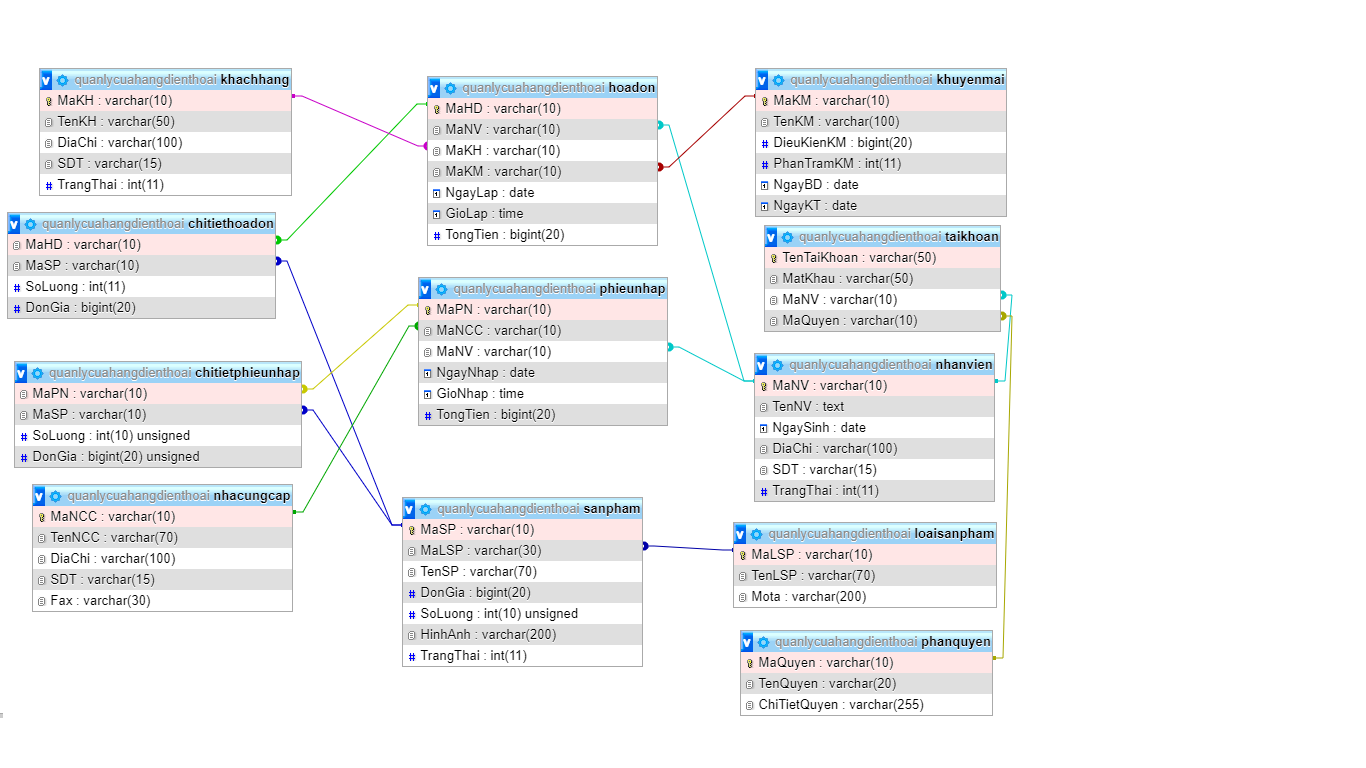 quanlycuahangdienthoai khachhang
MaKH : varchar(10)
TenKH : varchar(50)
DiaChi : varchar(100)
SDT : varchar(15)
TrangThai : int(11)
quanlycuahangdienthoai hoadon
MaHD : varchar(10)
MaNV : varchar(10)
MaKH : varchar(10)
MaKM : varchar(10)
NgayLap : date
GioLap : time
TongTien : bigint(20)
quanlycuahangdienthoai khuyenmai
MaKM : varchar(10)
TenKM : varchar(100)
DieuKienKM : bigint(20)
PhanTramKM : int(11)
NgayBD : date
NgayKT : date
quanlycuahangdienthoai chitiethoadon
MaHD : varchar(10)
MaSP : varchar(10)
SoLuong : int(11)
DonGia : bigint(20)
quanlycuahangdienthoai phieunhap
MaPN : varchar(10)
MaNCC : varchar(10)
MaNV : varchar(10)
NgayNhap : date
GioNhap : time
TongTien : bigint(20)
quanlycuahangdienthoai taikhoan
TenTaiKhoan : varchar(50)
MatKhau : varchar(50)
MaNV : varchar(10)
MaQuyen : varchar(10)
quanlycuahangdienthoai chitietphieunhap
MaPN : varchar(10)
MaSP : varchar(10)
SoLuong : int(10) unsigned
DonGia : bigint(20) unsigned
quanlycuahangdienthoai nhanvien
MaNV : varchar(10)
TenNV : text
NgaySinh : date
DiaChi : varchar(100)
SDT : varchar(15)
TrangThai : int(11)
quanlycuahangdienthoai nhacungcap
MaNCC : varchar(10)
TenNCC : varchar(70)
DiaChi : varchar(100)
SDT : varchar(15)
Fax : varchar(30)
quanlycuahangdienthoai sanpham
MaSP : varchar(10)
MaLSP : varchar(30)
TenSP : varchar(70)
DonGia : bigint(20)
SoLuong : int(10) unsigned
HinhAnh : varchar(200)
TrangThai : int(11)
quanlycuahangdienthoai loaisanpham
MaLSP : varchar(10)
TenLSP : varchar(70)
Mota : varchar(200)
quanlycuahangdienthoai phanquyen
MaQuyen : varchar(10)
TenQuyen : varchar(20)
ChiTietQuyen : varchar(255)